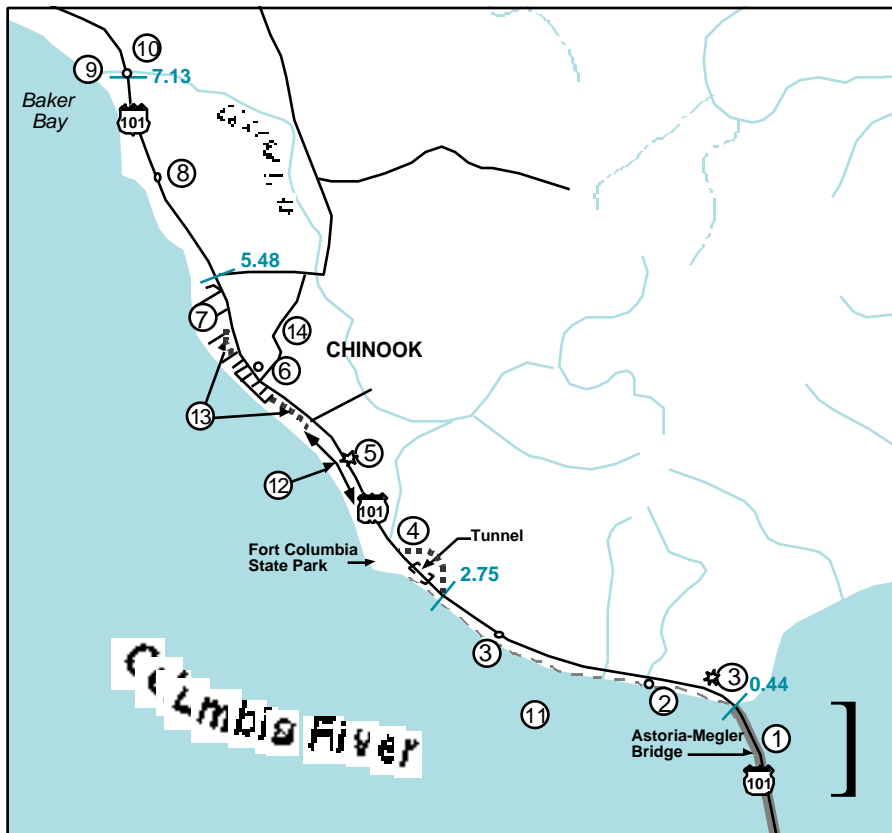 10
9
7.13
Baker
Bay
101
8
5.48
7
14
CHINOOK
6
13
5
12
101
4
Tunnel
Fort Columbia
State Park
2.75
3
3
0.44
2
11
Columbia River
Astoria-Megler
Bridge
1
101